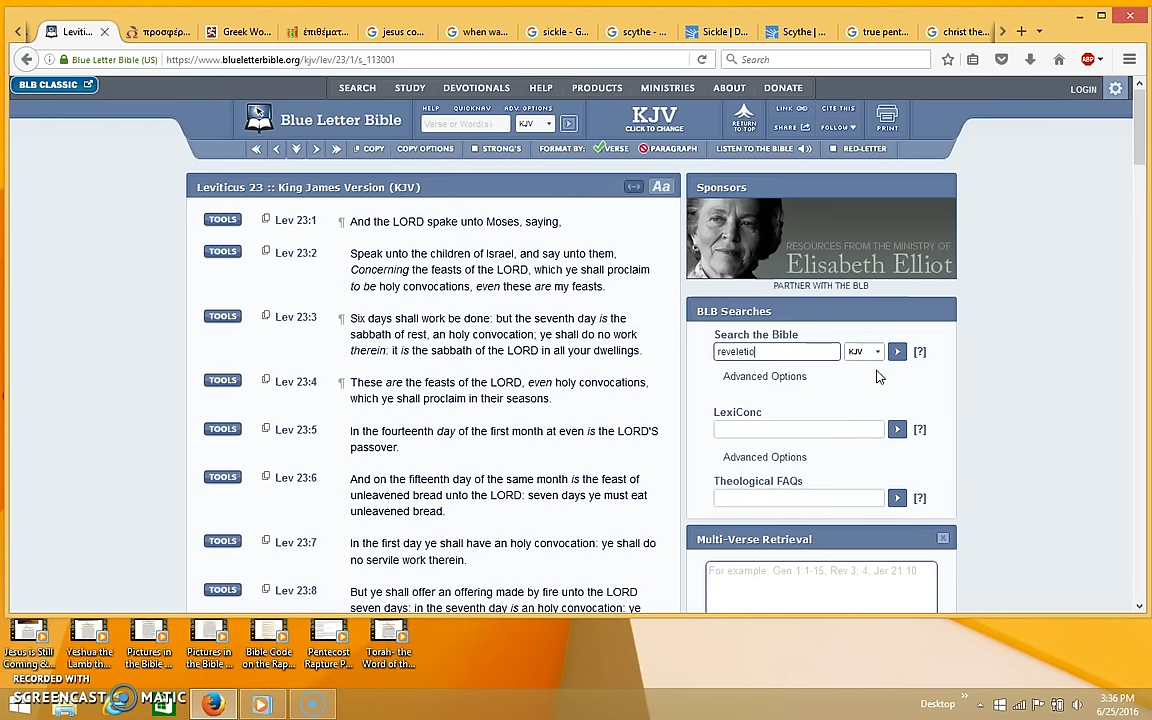 Leviti...
προσφέρ...
Greek Wo...
ἐπιθέματ...
jesus co...
when wa...
sickle - G...
scythe - ...
Sickle | D...
Scythe | ...
true pent...
christ the...
Blue Letter Bible (US)
https://www.blueletterbible.org/kjv/lev/23/1/s_113001
Search
BLB CLASSIC
SEARCH STUDY DEVOTIONALS HELP PRODUCTS MINISTRIES ABOUT DONATE
LOGIN
Blue Letter Bible
HELP QUICKNAV ADV. OPTIONS
Verse or Word(s) KJV
KJV
CLICK TO CHANGE
RETURN
TO TOP
LINK CITE THIS
SHARE FOLLOW
PRINT
COPY COPY OPTIONS STRONG'S FORMAT BY: VERSE PARAGRAPH LISTEN TO THE BIBLE RED-LETTER
Leviticus 23 :: King James Version (KJV) Aa
TOOLS Lev 23:1 ¶ And the LORD spake unto Moses, saying,
TOOLS Lev 23:2 Speak unto the children of Israel, and say unto them,
Concerning the feasts of the LORD, which ye shall proclaim
to be holy convocations, even these are my feasts.
TOOLS Lev 23:3 ¶ Six days shall work be done: but the seventh day is the
sabbath of rest, an holy convocation; ye shall do no work
therein: it is the sabbath of the LORD in all your dwellings.
TOOLS Lev 23:4 ¶ These are the feasts of the LORD, even holy convocations,
which ye shall proclaim in their seasons.
TOOLS Lev 23:5 In the fourteenth day of the first month at even is the LORD'S
passover.
TOOLS Lev 23:6 And on the fifteenth day of the same month is the feast of
unleavened bread unto the LORD: seven days ye must eat
unleavened bread.
TOOLS Lev 23:7 In the first day ye shall have an holy convocation: ye shall do
no servile work therein.
TOOLS Lev 23:8 But ye shall offer an offering made by fire unto the LORD
seven days: in the seventh day is an holy convocation: ye
Sponsors
RESOURCES FROM THE MINISTRY OF
Elisabeth Elliot
PARTNER WITH THE BLB
BLB Searches
Search the Bible
reveletic KJV [?]
Advanced Options
LexiConc
[?]
Advanced Options
Theological FAQs
[?]
Multi-Verse Retrieval
For example: Gen 1:1-15; Rev 3; 4; Jer 21:10
Jesus is Still
Coming &...
Yeshua the
Lamb th...
Pictures in
the Bible ...
Pictures in
the Bible ...
Bible Code
on the Rap...
Pentecost
Rapture P...
Torah- the
Word of th...
RECORDED WITH
SCREENCAST MATIC
Desktop
3:36 PM
6/25/2016